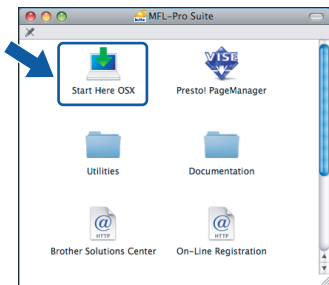 MFL-Pro Suite
Start Here OSX
Presto! PageManager
Utilities
Documentation
Brother Solutions Center
On-Line Registration
VISE
@
HTTP
@
HTTP